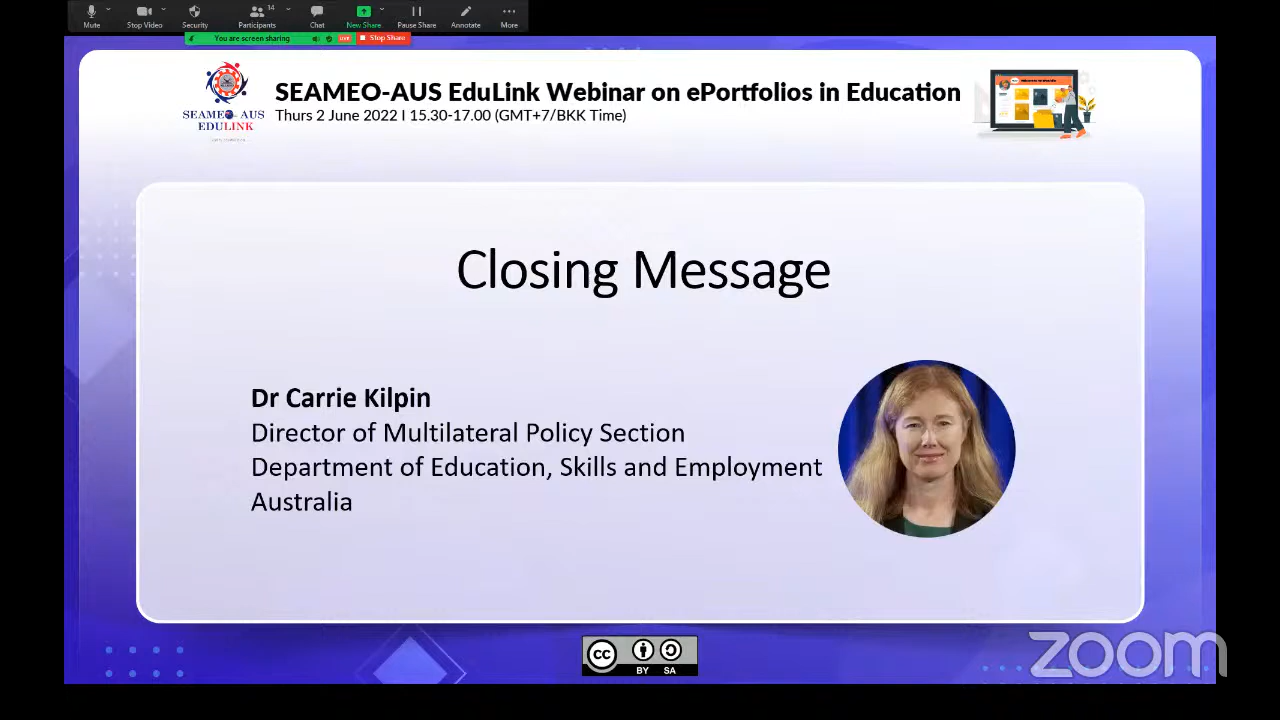 Mute
Stop Video
Security
14
Participants
Chat
New Share
Pause Share
Annotate
More
You are screen sharing
LIVE
Stop Share
SEAMEO-AUS EduLink Webinar on ePortfolios in Education
Thurs 2 June 2022 I 15.30-17.00 (GMT+7/BKK Time)
SEAMEO-AUS
EDULINK
Closing Message
Dr Carrie Kilpin
Director of Multilateral Policy Section
Department of Education, Skills and Employment
Australia
cc
BY SA
zoom